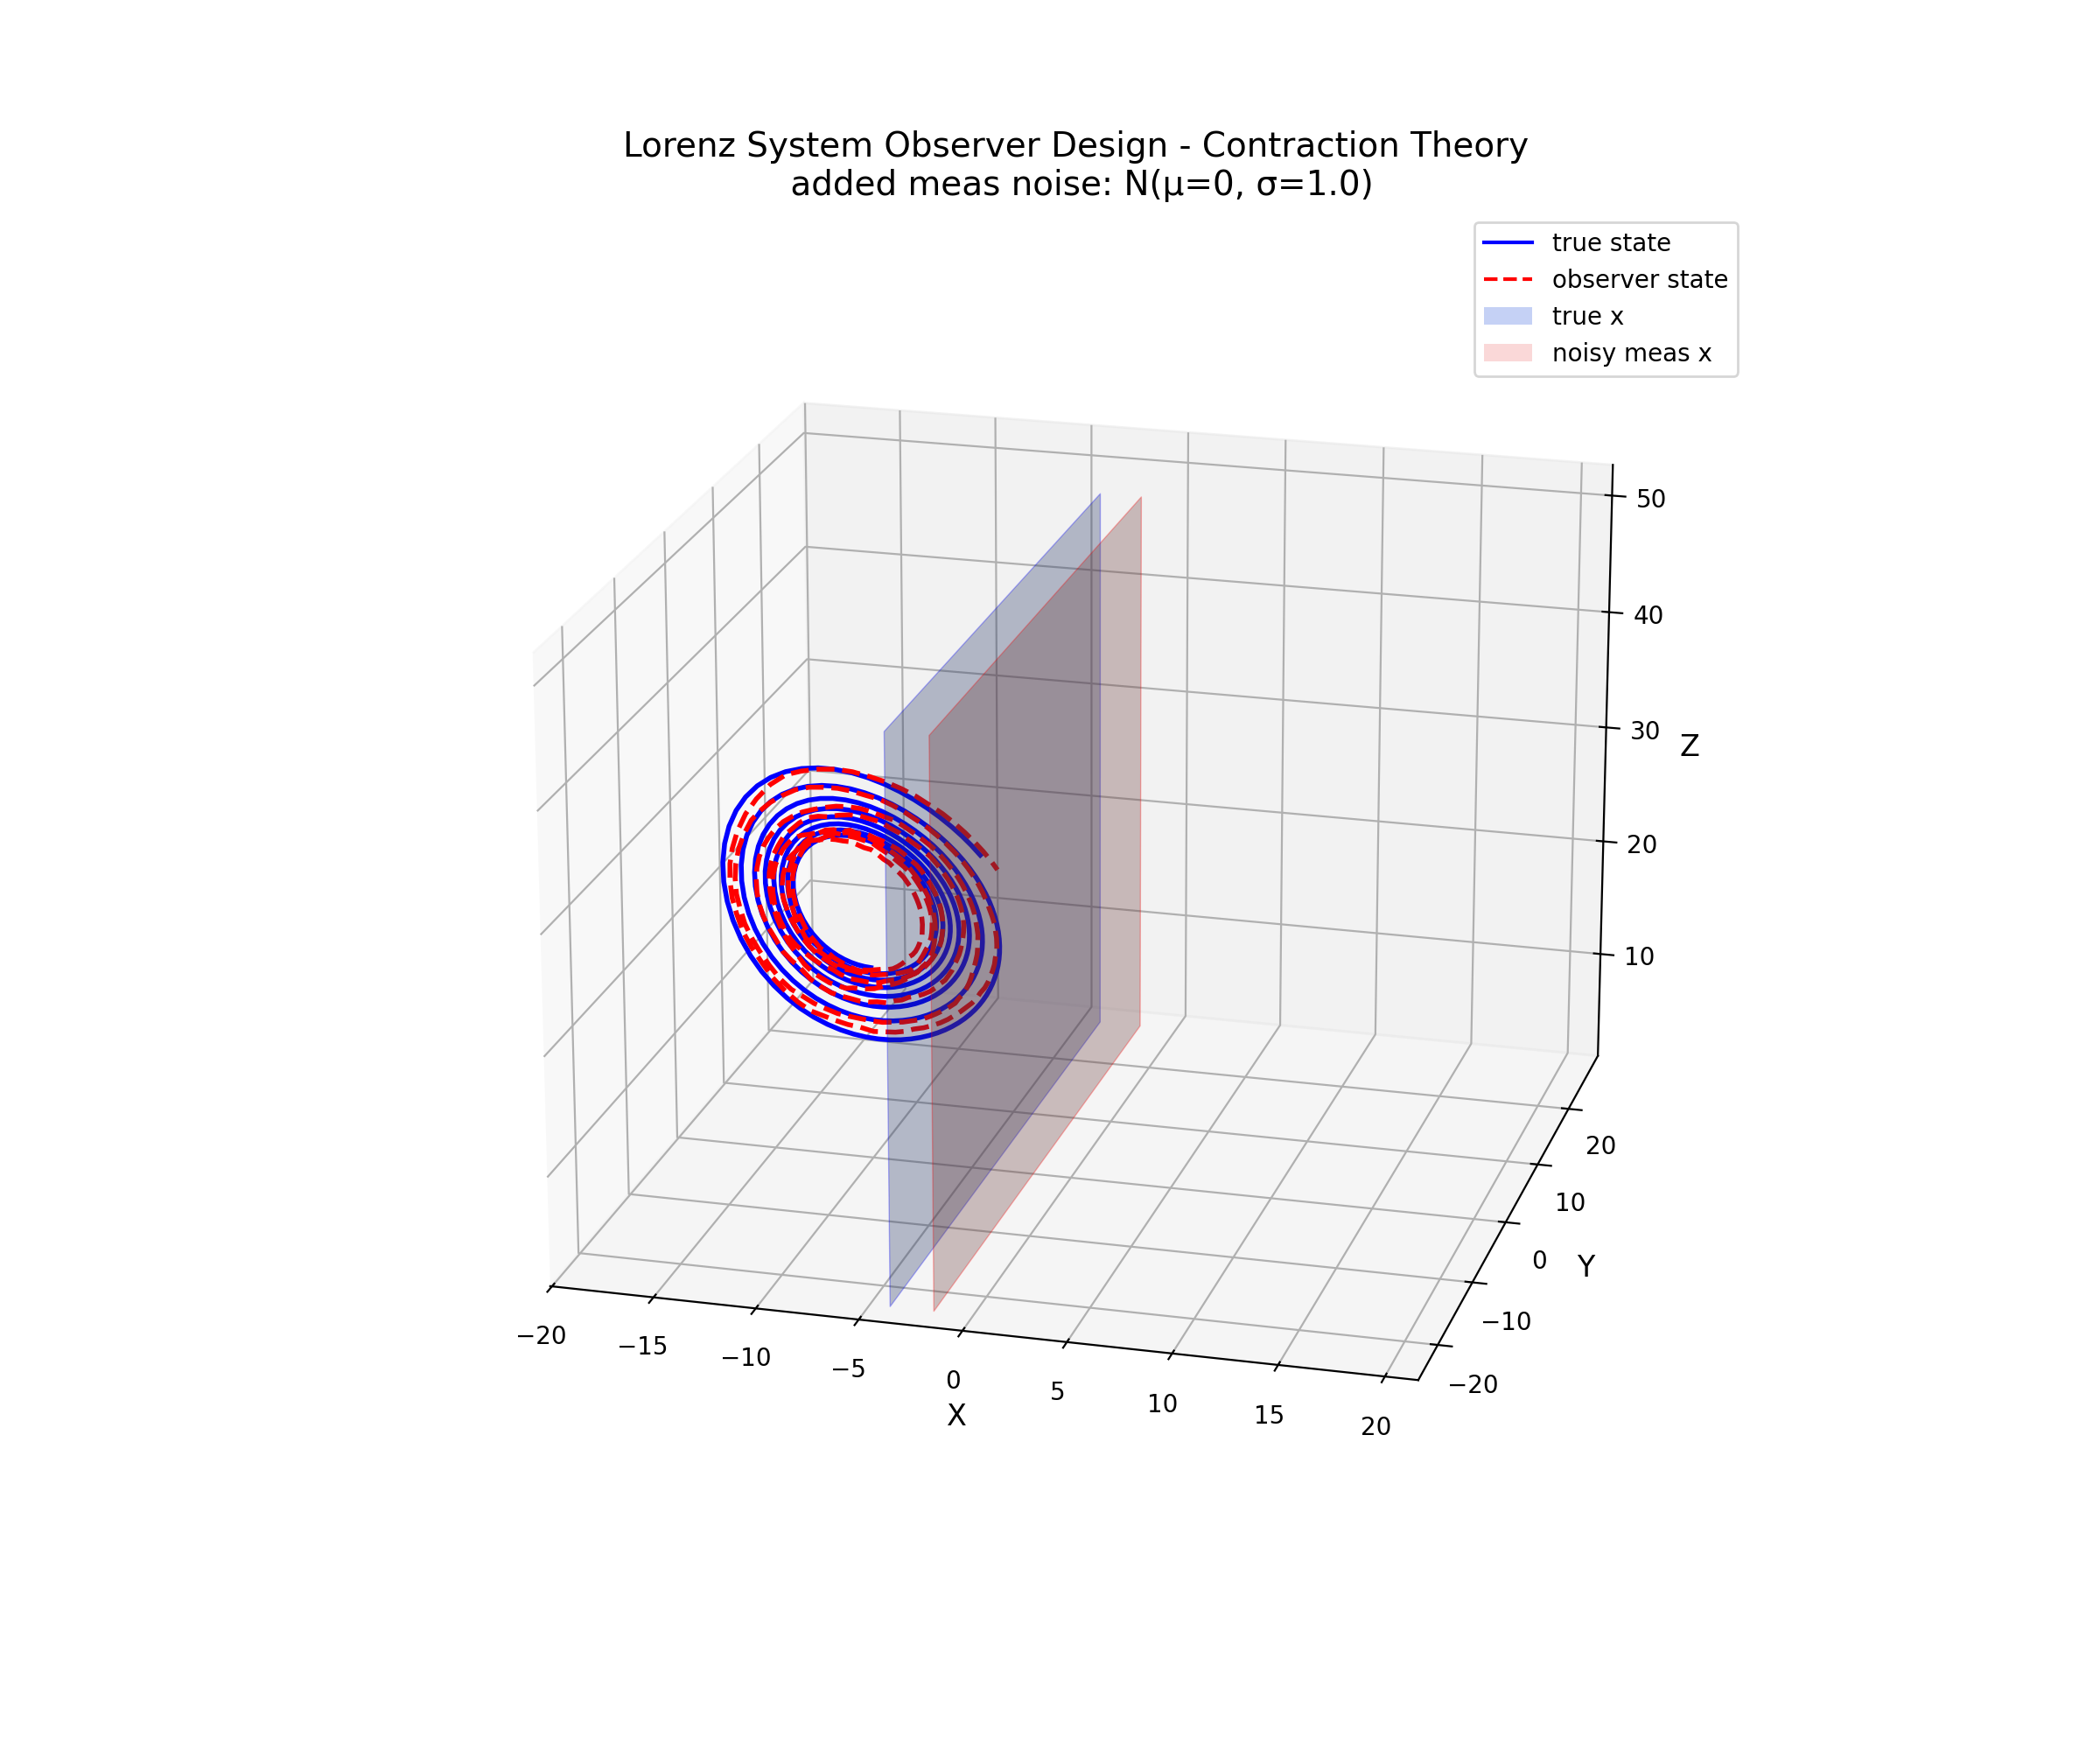 Lorenz System Observer Design - Contraction Theory
added meas noise: N(μ=0, σ=1.0)
true state
observer state
true x
noisy meas x
50
40
30
Z
20
10
20
10
0
Y
−10
−20
−20
−15
−10
−5
0
5
10
15
20
X